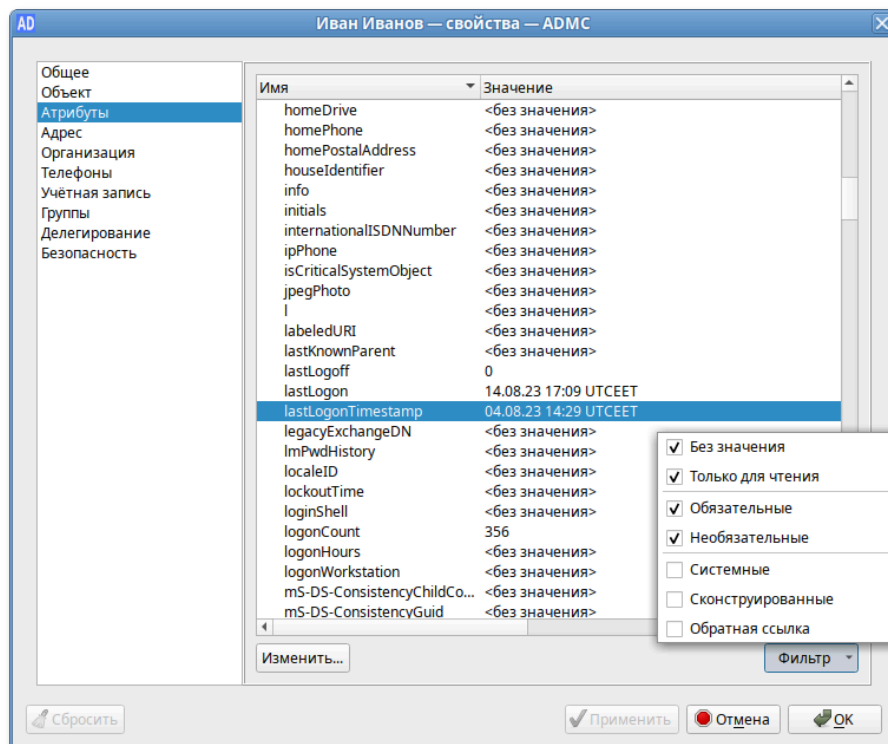 AD Иван Иванов — свойства — ADMC
Общее
Объект
Атрибуты
Адрес
Организация
Телефоны
Учётная запись
Группы
Делегирование
Безопасность
Имя Значение
homeDrive <без значения>
homePhone <без значения>
homePostalAddress <без значения>
houseIdentifier <без значения>
info <без значения>
initials <без значения>
internationalISDNNumber <без значения>
ipPhone <без значения>
isCriticalSystemObject <без значения>
jpegPhoto <без значения>
l <без значения>
labeledURI <без значения>
lastKnownParent <без значения>
lastLogoff 0
lastLogon 14.08.23 17:09 UTCEET
lastLogonTimestamp 04.08.23 14:29 UTCEET
legacyExchangeDN <без значения>
lmPwdHistory <без значения>
localeID <без значения>
lockoutTime <без значения>
loginShell <без значения>
logonCount 356
logonHours <без значения>
logonWorkstation <без значения>
mS-DS-ConsistencyChildCo... <без значения>
mS-DS-ConsistencyGuid <без значения>
Без значения
Только для чтения
Обязательные
Необязательные
Системные
Сконструированные
Обратная ссылка
Изменить... Фильтр
Сбросить Применить Отмена OK